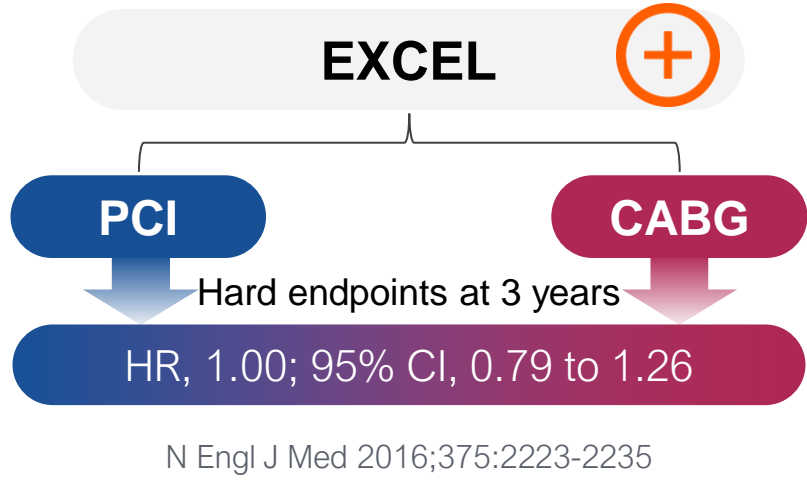 EXCEL
PCI
CABG
Hard endpoints at 3 years
HR, 1.00; 95% CI, 0.79 to 1.26
N Engl J Med 2016;375:2223-2235